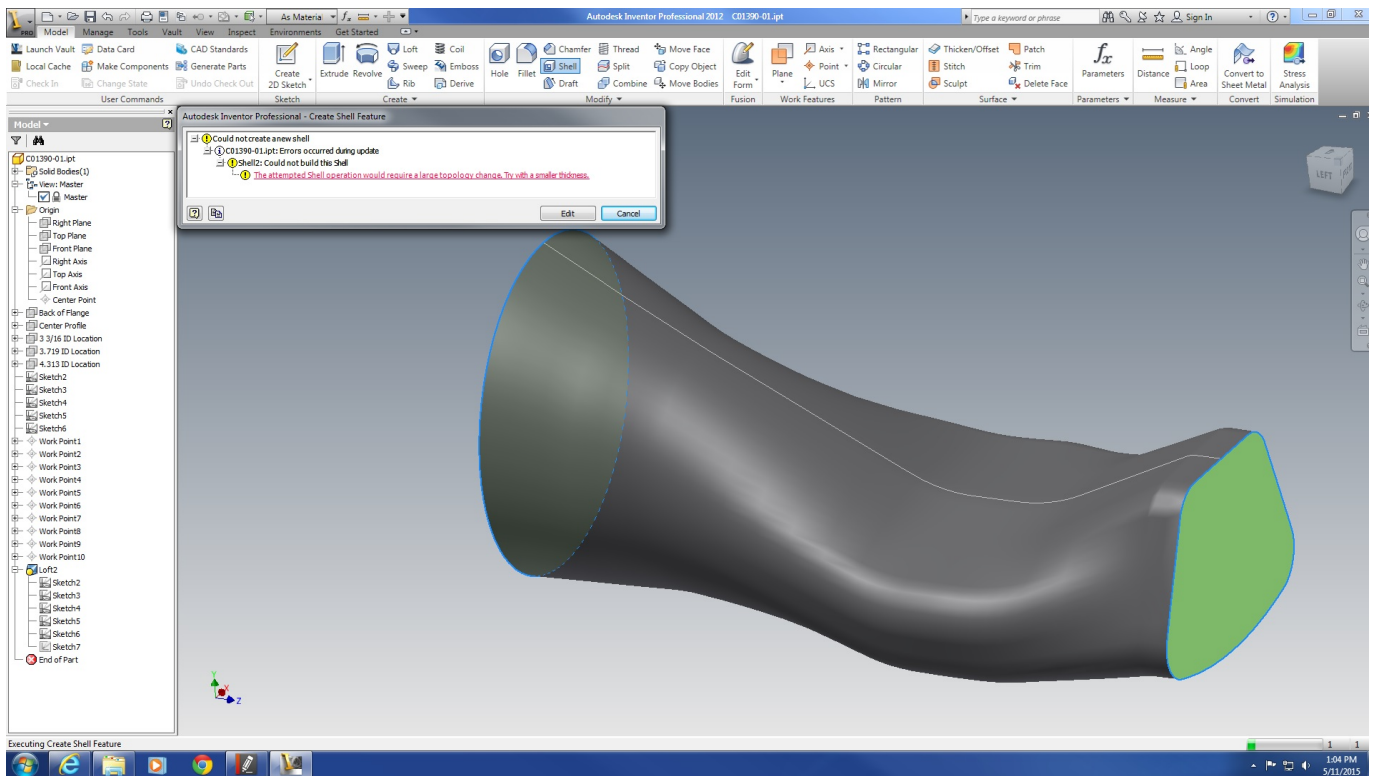 As Material
Autodesk Inventor Professional 2012 C01390-01.ipt
Type a keyword or phrase
Sign In
PRO
Model Manage Tools Vault View Inspect Environments Get Started
Launch Vault Data Card CAD Standards
Local Cache Make Components Generate Parts
Check In Change State Undo Check Out
User Commands
Create
2D Sketch
Sketch
Extrude Revolve
Loft Coil
Sweep Emboss
Rib Derive
Create
Hole Fillet
Chamfer Thread Move Face
Shell Split Copy Object
Draft Combine Move Bodies
Modify
Edit
Form
Fusion
Plane
Axis
Point
UCS
Work Features
Rectangular
Circular
Mirror
Pattern
Thicken/Offset Patch
Stitch Trim
Sculpt Delete Face
Surface
fx
Parameters
Parameters
Distance
Angle
Loop
Area
Measure
Convert to
Sheet Metal
Convert
Stress
Analysis
Simulation
Model
C01390-01.ipt
Solid Bodies(1)
View: Master
Master
Origin
Right Plane
Top Plane
Front Plane
Right Axis
Top Axis
Front Axis
Center Point
Back of Flange
Center Profile
3 3/16 ID Location
3.719 ID Location
4.313 ID Location
Sketch2
Sketch3
Sketch4
Sketch5
Sketch6
Work Point1
Work Point2
Work Point3
Work Point4
Work Point5
Work Point6
Work Point7
Work Point8
Work Point9
Work Point10
Loft2
Sketch2
Sketch3
Sketch4
Sketch5
Sketch6
Sketch7
End of Part
Autodesk Inventor Professional - Create Shell Feature
Could not create a new shell
C01390-01.ipt: Errors occurred during update
Shell2: Could not build this Shell
The attempted Shell operation would require a large topology change. Try with a smaller thickness.
Edit Cancel
LEFT
Y
X
Z
Executing Create Shell Feature
1 1
1:04 PM
5/11/2015